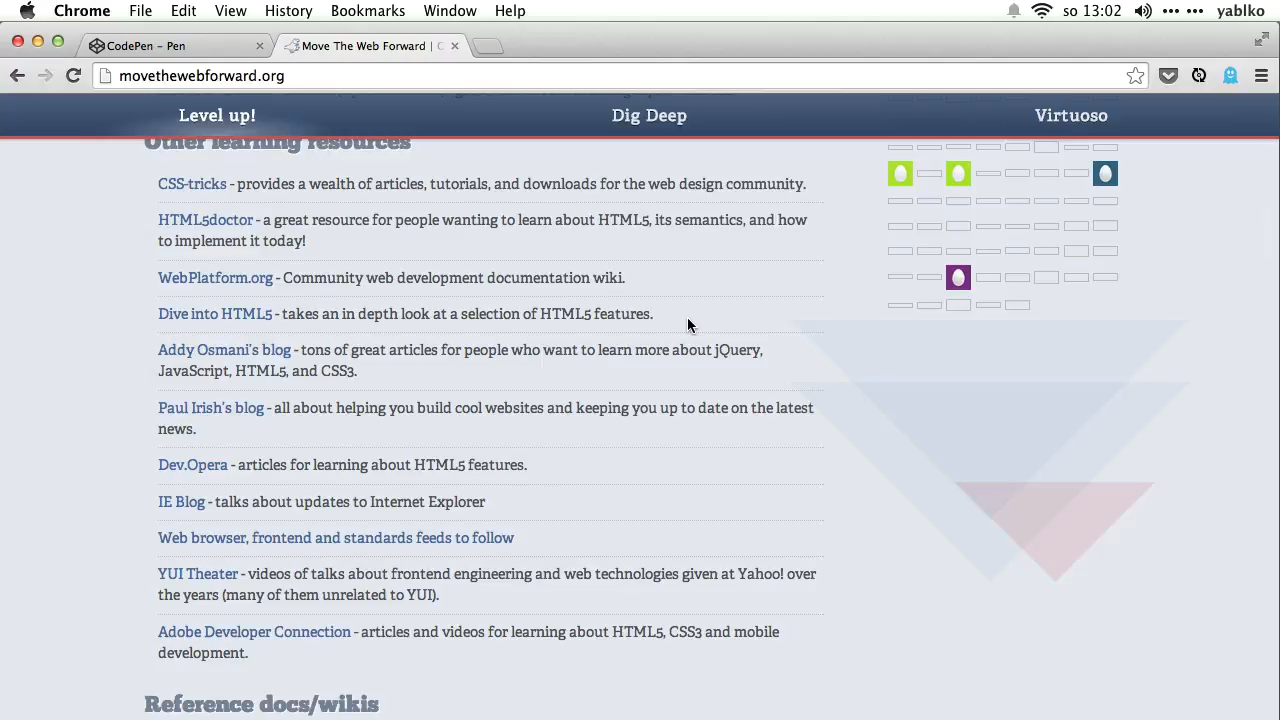 Chrome File Edit View History Bookmarks Window Help so 13:02 yablko
CodePen - Pen
Move The Web Forward | C
movethewebforward.org
Level up! Dig Deep Virtuoso
Other learning resources
CSS-tricks - provides a wealth of articles, tutorials, and downloads for the web design community.
HTML5doctor - a great resource for people wanting to learn about HTML5, its semantics, and how
to implement it today!
WebPlatform.org - Community web development documentation wiki.
Dive into HTML5 - takes an in depth look at a selection of HTML5 features.
Addy Osmani's blog - tons of great articles for people who want to learn more about jQuery,
JavaScript, HTML5, and CSS3.
Paul Irish's blog - all about helping you build cool websites and keeping you up to date on the latest
news.
Dev.Opera - articles for learning about HTML5 features.
IE Blog - talks about updates to Internet Explorer
Web browser, frontend and standards feeds to follow
YUI Theater - videos of talks about frontend engineering and web technologies given at Yahoo! over
the years (many of them unrelated to YUI).
Adobe Developer Connection - articles and videos for learning about HTML5, CSS3 and mobile
development.
Reference docs/wikis